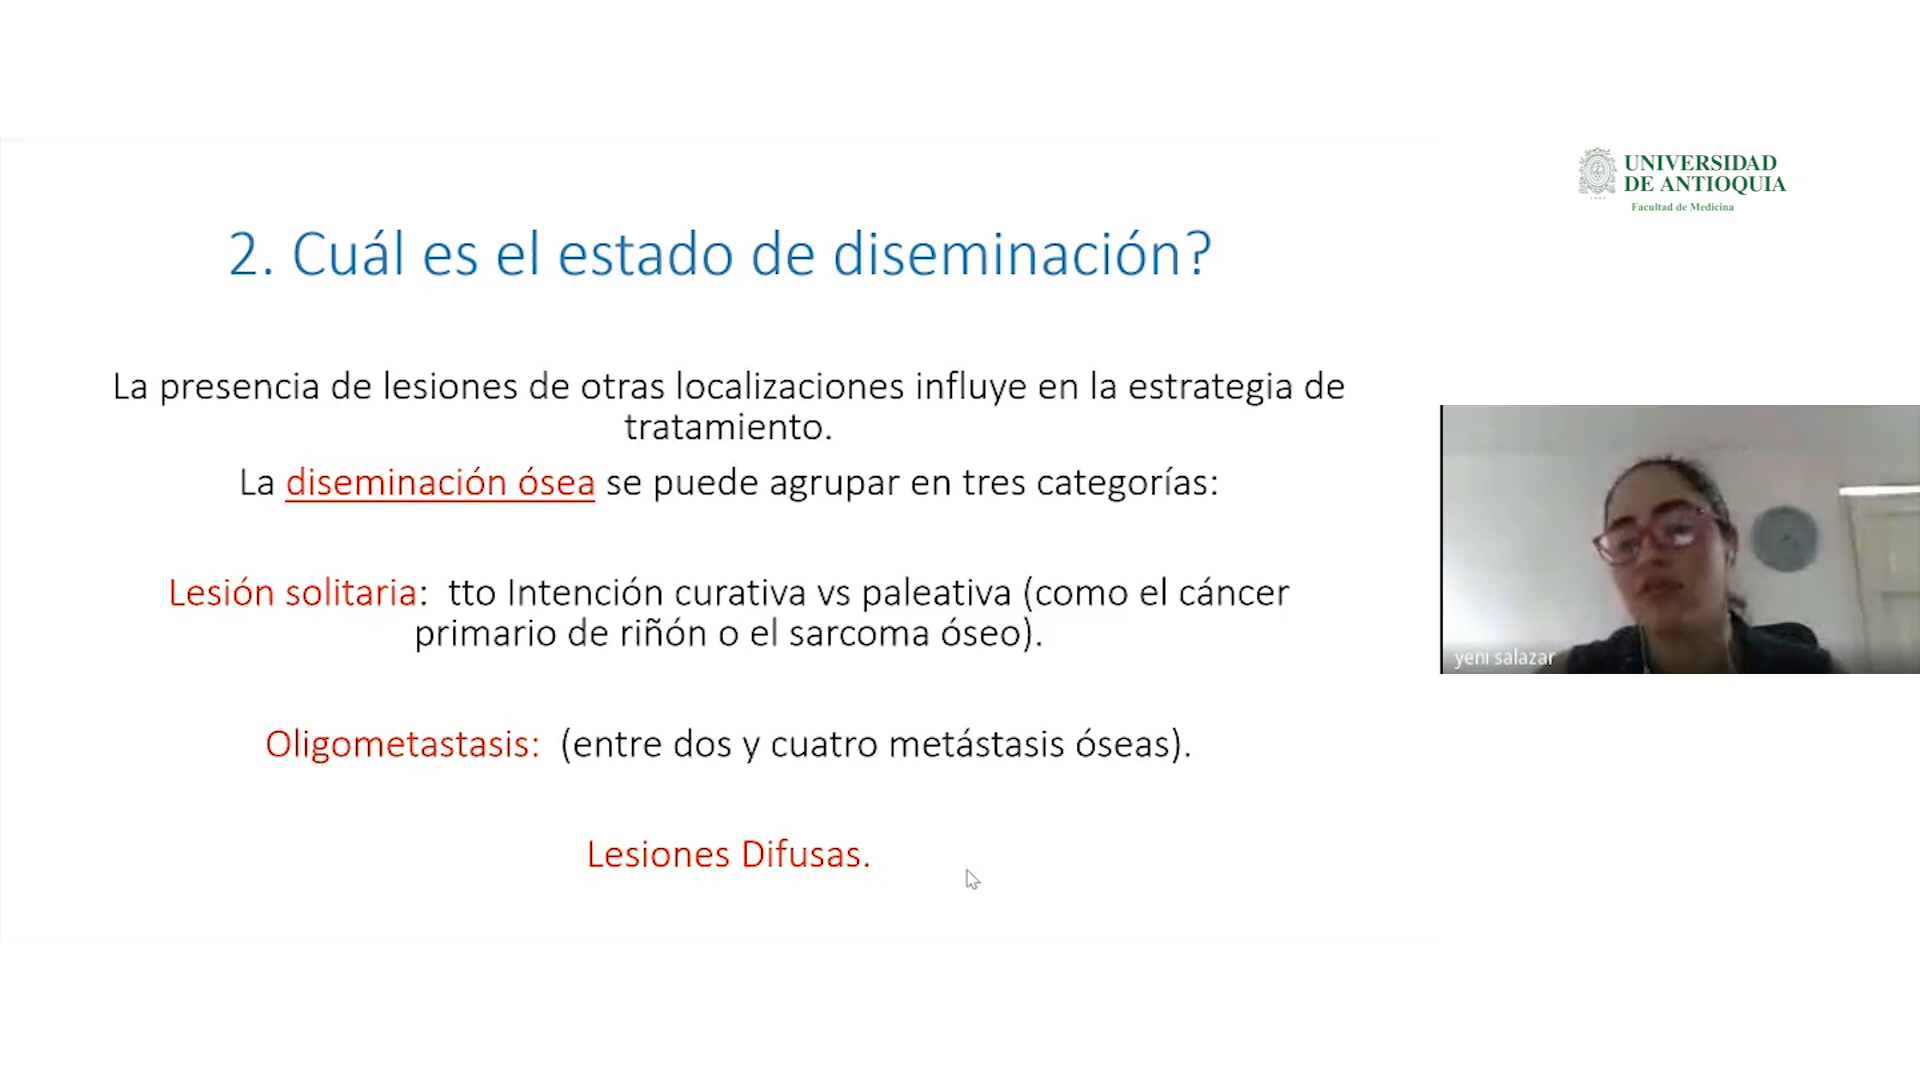 UNIVERSIDAD
DE ANTIOQUIA
Facultad de Medicina
2. Cuál es el estado de diseminación?
La presencia de lesiones de otras localizaciones influye en la estrategia de
tratamiento.
La diseminación ósea se puede agrupar en tres categorías:
Lesión solitaria: tto Intención curativa vs paleativa (como el cáncer
primario de riñón o el sarcoma óseo).
Oligometastasis: (entre dos y cuatro metástasis óseas).
Lesiones Difusas.
yeni salazar